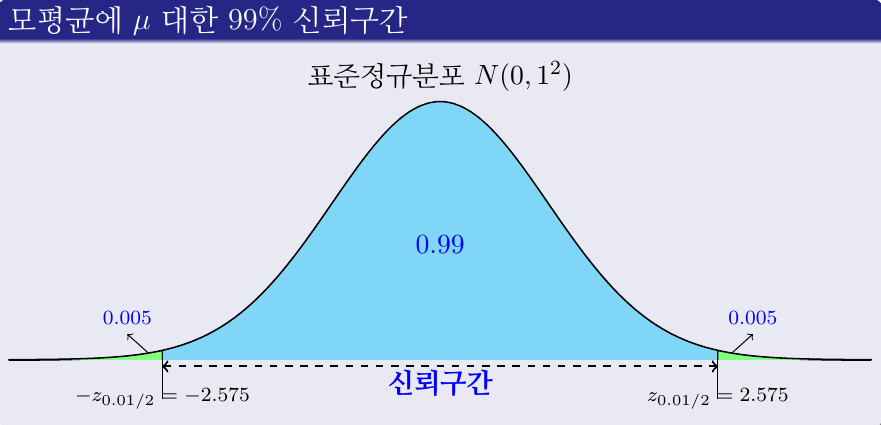 모평균에 μ 대한 99% 신뢰구간
표준정규분포 N(0, 1²)
0.99
0.005
0.005
신뢰구간
−z₀.₀₁/₂ = −2.575
z₀.₀₁/₂ = 2.575